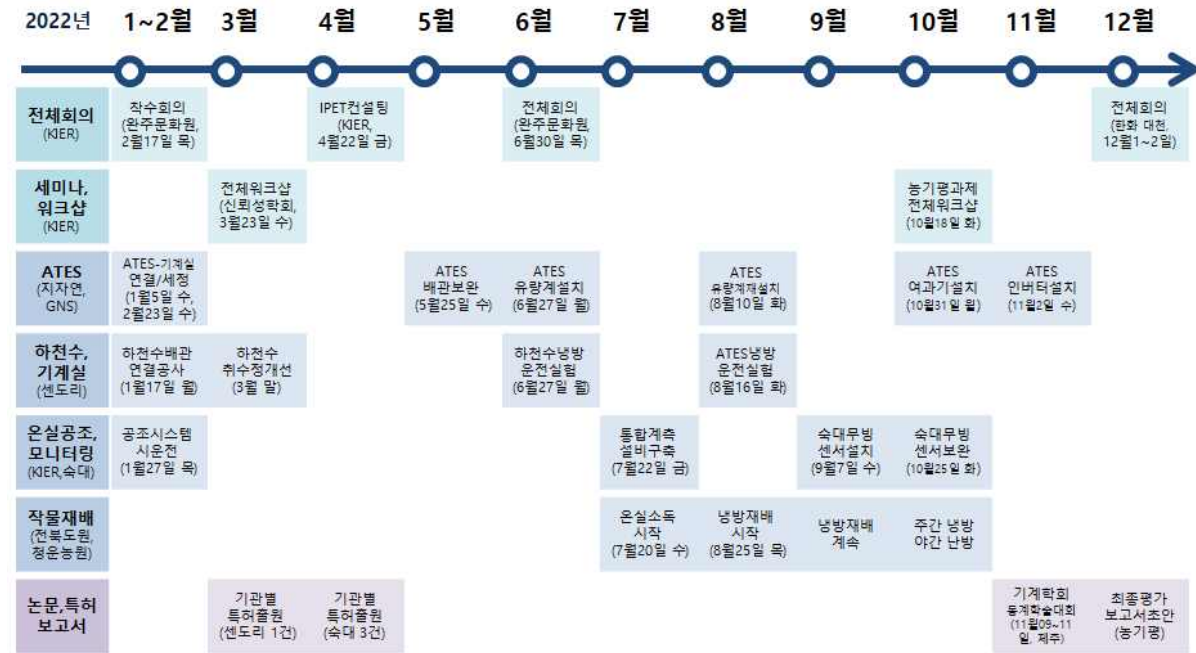 2022년 1~2월 3월 4월 5월 6월 7월 8월 9월 10월 11월 12월
전체회의
(KIER)
착수회의
(완주문화원,
2월17일 목)
IPET컨설팅
(KIER,
4월22일 금)
전체회의
(완주문화원,
6월30일 목)
전체회의
(한화 대천,
12월1~2일)
세미나,
워크샵
(KIER)
전체워크샵
(신뢰성학회,
3월23일 수)
농기평과제
전체워크샵
(10월18일 화)
ATES
(지자연,
GNS)
ATES-기계실
연결/세정
(1월5일 수,
2월23일 수)
ATES
배관보완
(5월25일 수)
ATES
유량계설치
(6월27일 월)
ATES
유량계재설치
(8월10일 화)
ATES
여과기설치
(10월31일 월)
ATES
인버터설치
(11월2일 수)
하천수,
기계실
(센도리)
하천수배관
연결공사
(1월17일 월)
하천수
취수정개선
(3월 말)
하천수냉방
운전실험
(6월27일 월)
ATES냉방
운전실험
(8월16일 화)
온실공조,
모니터링
(KIER,숙대)
공조시스템
시운전
(1월27일 목)
통합계측
설비구축
(7월22일 금)
숙대무빙
센서설치
(9월7일 수)
숙대무빙
센서보완
(10월25일 화)
작물재배
(전북도원,
청운농원)
온실소독
시작
(7월20일 수)
냉방재배
시작
(8월25일 목)
냉방재배
계속
주간 냉방
야간 난방
논문,특허
보고서
기관별
특허출원
(센도리 1건)
기관별
특허출원
(숙대 3건)
기계학회
동계학술대회
(11월09~11
일, 제주)
최종평가
보고서초안
(농기평)